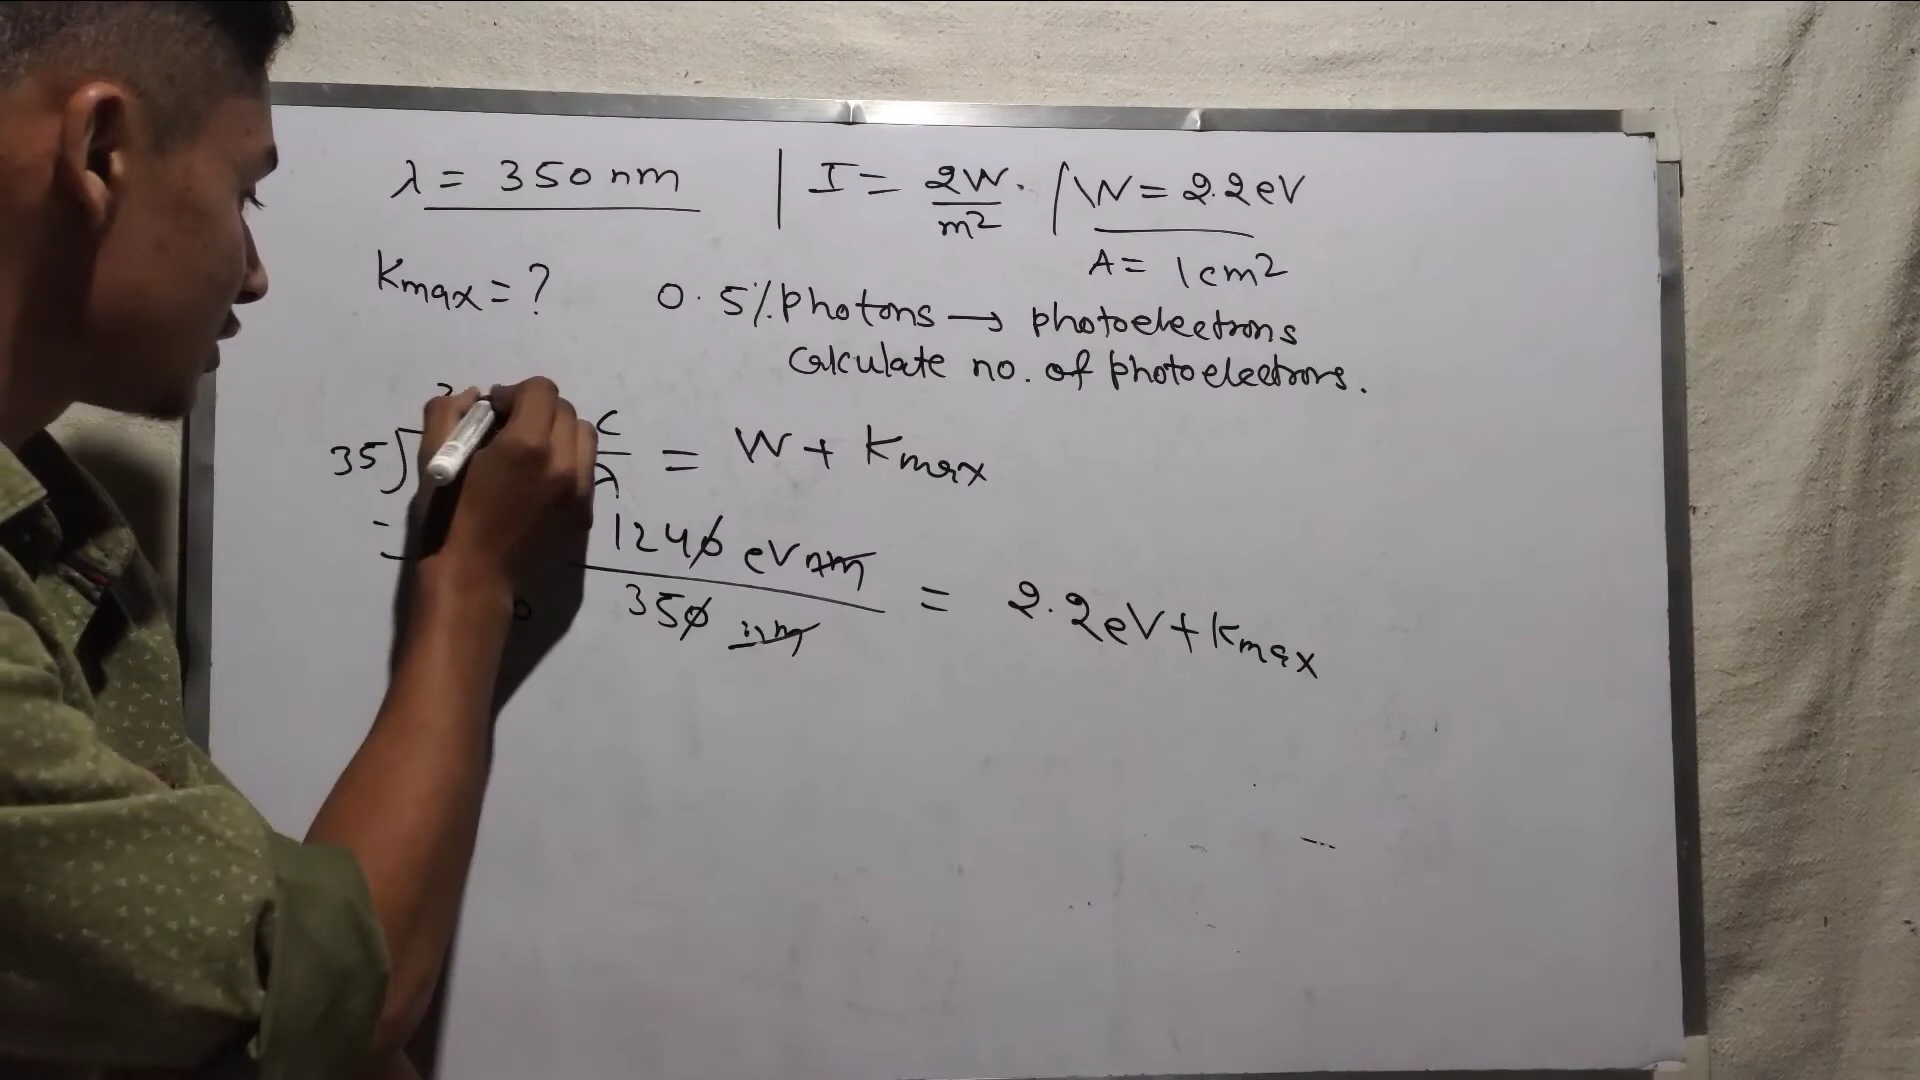 λ = 350 nm | I = 2W/m² | W = 2.2eV
A = 1cm²
Kmax = ?
0.5% Photons → photoelectrons
Calculate no. of photoelectrons.
35
c/λ = W + Kmax
=
1240 eV nm / 350 nm = 2.2eV + Kmax